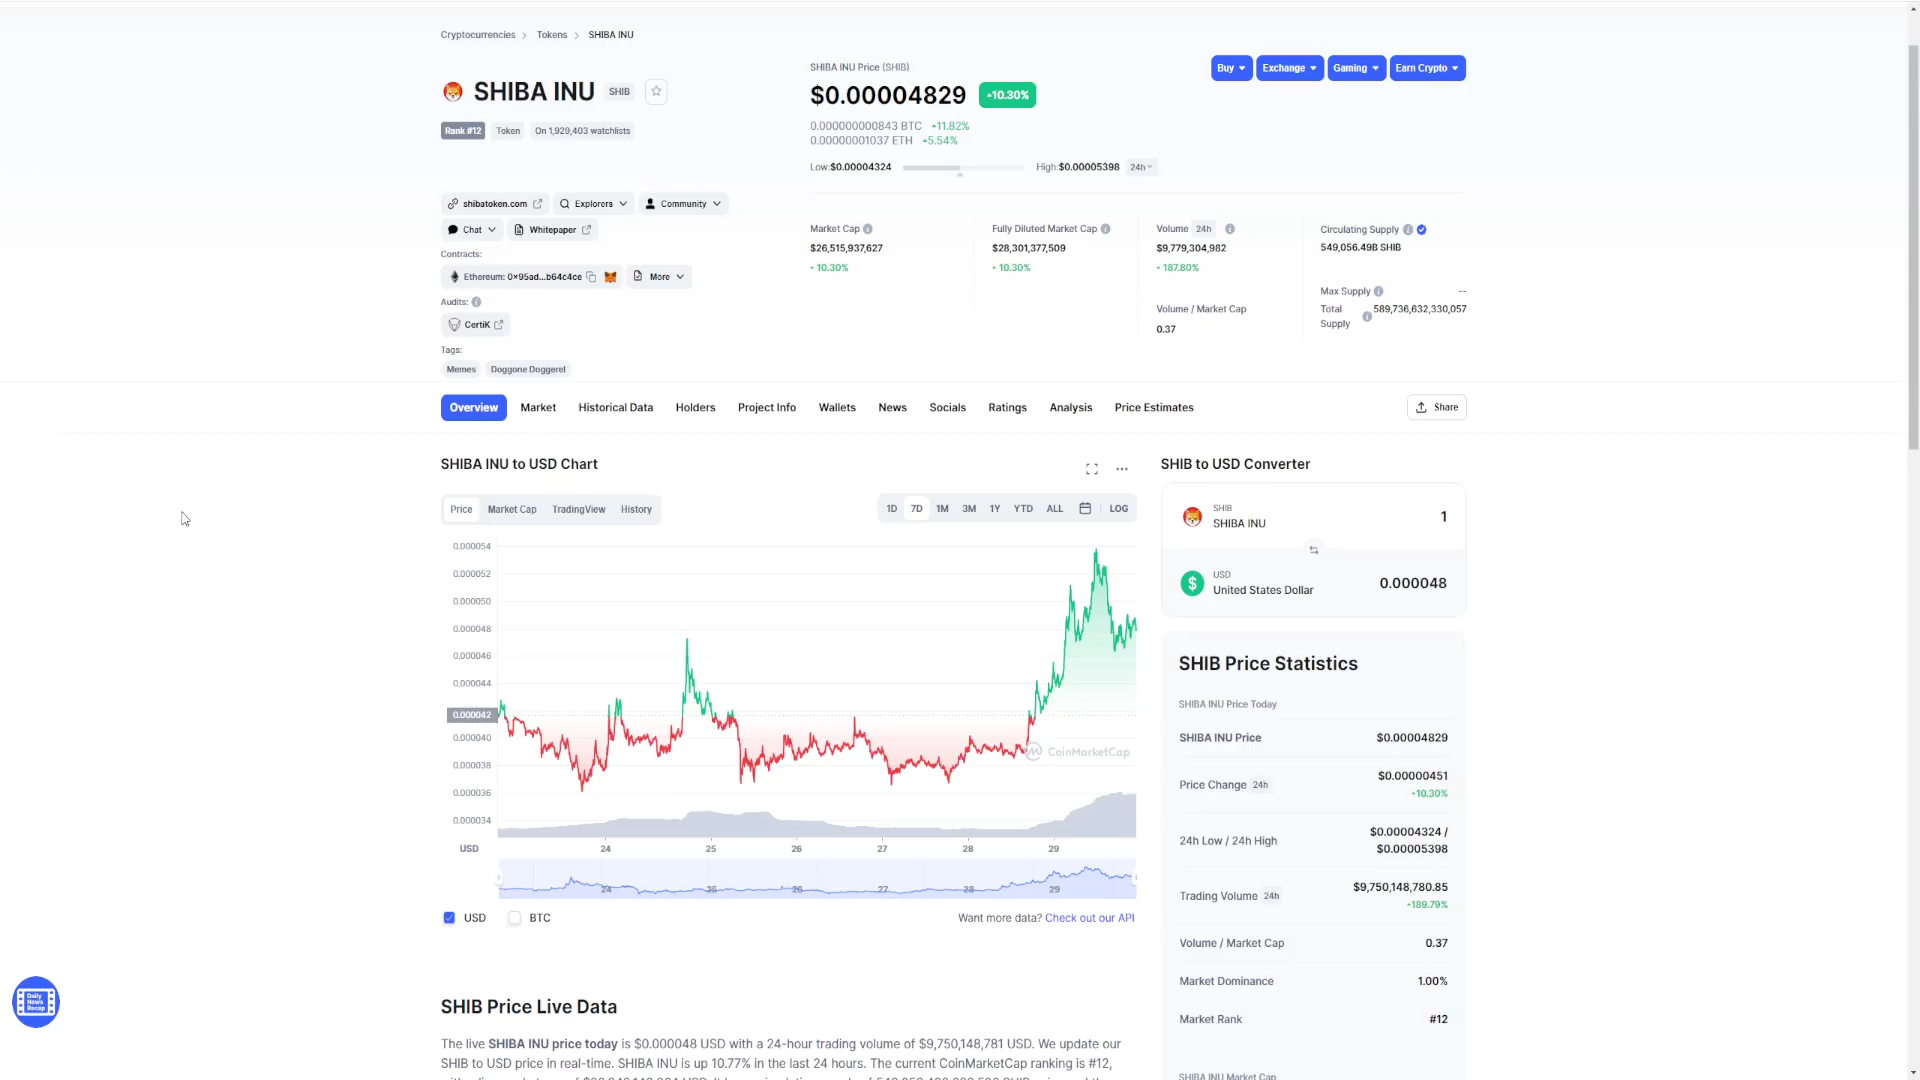 Cryptocurrencies > Tokens > SHIBA INU
SHIBA INU SHIB
Rank #12 Token On 1,929,403 watchlists
SHIBA INU Price (SHIB)
$0.00004829 10.30%
0.000000000843 BTC 11.82%
0.00000001037 ETH 5.54%
Low:$0.00004324 High:$0.00005398 24h
Buy Exchange Gaming Earn Crypto
shibatoken.com Explorers Community
Chat Whitepaper
Contracts:
Ethereum: 0x95ad...b64c4ce More
Audits:
CertiK
Tags:
Memes Doggone Doggerel
Market Cap
$26,515,937,627
10.30%
Fully Diluted Market Cap
$28,301,377,509
10.30%
Volume 24h
$9,779,304,982
187.80%
Volume / Market Cap
0.37
Circulating Supply
549,056.49B SHIB
Max Supply --
Total Supply 589,736,632,330,057
Overview Market Historical Data Holders Project Info Wallets News Socials Ratings Analysis Price Estimates Share
SHIBA INU to USD Chart
Price Market Cap TradingView History
1D 7D 1M 3M 1Y YTD ALL LOG
0.000054
0.000052
0.000050
0.000048
0.000046
0.000044
0.000042
0.000040
0.000038
0.000036
0.000034
CoinMarketCap
USD 24 25 26 27 28 29
24 25 26 27 28 29
USD BTC
Want more data? Check out our API
SHIB to USD Converter
SHIB
SHIBA INU 1
USD
United States Dollar 0.000048
SHIB Price Statistics
SHIBA INU Price Today
SHIBA INU Price $0.00004829
Price Change 24h $0.00000451
10.30%
24h Low / 24h High $0.00004324 /
$0.00005398
Trading Volume 24h $9,750,148,780.85
189.79%
Volume / Market Cap 0.37
Market Dominance 1.00%
Market Rank #12
SHIBA INU Market Cap
Daily
News
Recap
SHIB Price Live Data
The live SHIBA INU price today is $0.000048 USD with a 24-hour trading volume of $9,750,148,781 USD. We update our
SHIB to USD price in real-time. SHIBA INU is up 10.77% in the last 24 hours. The current CoinMarketCap ranking is #12,